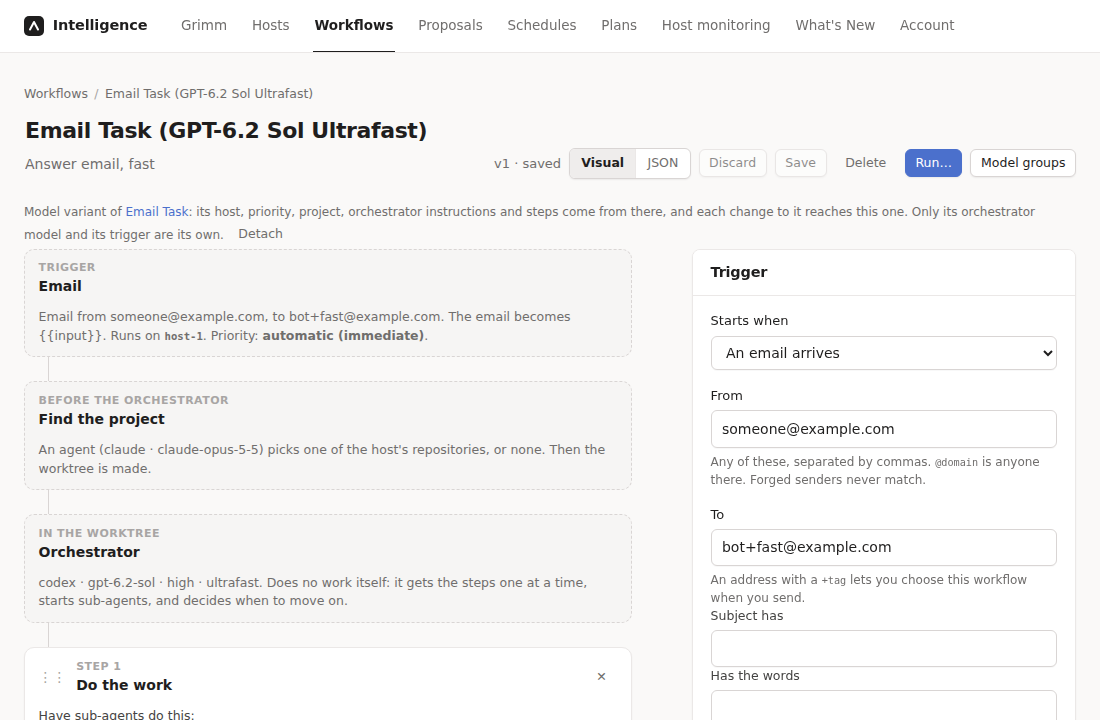 Intelligence Grimm Hosts Workflows Proposals Schedules Plans Host monitoring What's New Account
Workflows / Email Task (GPT-6.2 Sol Ultrafast)
Email Task (GPT-6.2 Sol Ultrafast)
Answer email, fast
v1 · saved Visual JSON Discard Save Delete Run... Model groups
Model variant of Email Task: its host, priority, project, orchestrator instructions and steps come from there, and each change to it reaches this one. Only its orchestrator
model and its trigger are its own. Detach
TRIGGER
Email
Email from someone@example.com, to bot+fast@example.com. The email becomes
{{input}}. Runs on host-1. Priority: automatic (immediate).
BEFORE THE ORCHESTRATOR
Find the project
An agent (claude · claude-opus-5-5) picks one of the host's repositories, or none. Then the
worktree is made.
IN THE WORKTREE
Orchestrator
codex · gpt-6.2-sol · high · ultrafast. Does no work itself: it gets the steps one at a time,
starts sub-agents, and decides when to move on.
STEP 1
Do the work
×
Have sub-agents do this:
Trigger
Starts when
An email arrives
From
someone@example.com
Any of these, separated by commas. @domain is anyone
there. Forged senders never match.
To
bot+fast@example.com
An address with a +tag lets you choose this workflow
when you send.
Subject has
Has the words